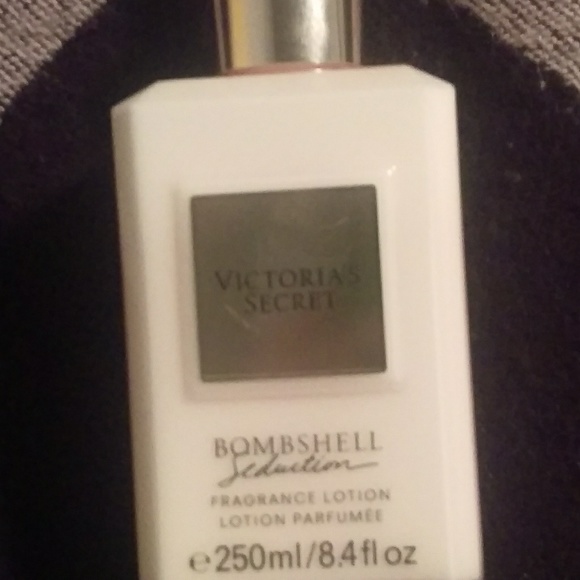 VICTORIA'S
SECRET
BOMBSHELL
Seduction
FRAGRANCE LOTION
LOTION PARFUMÉE
℮250ml/8.4fl oz